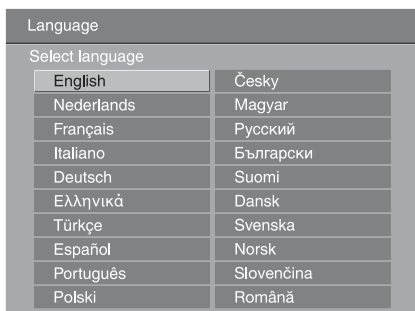 Language
Select language
English
Nederlands
Français
Italiano
Deutsch
Ελληνικά
Türkçe
Español
Português
Polski
Česky
Magyar
Русский
Български
Suomi
Dansk
Svenska
Norsk
Slovenčina
Română